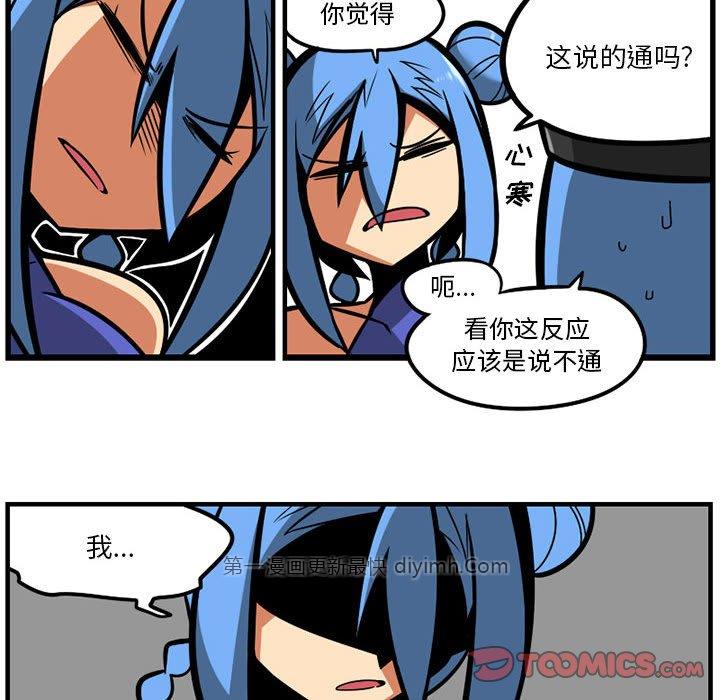 你觉得
这说的通吗?
心寒
呃...
看你这反应
应该是说不通
我...
第一漫画更新最快 diyimh.Com
TOOMICS.COM